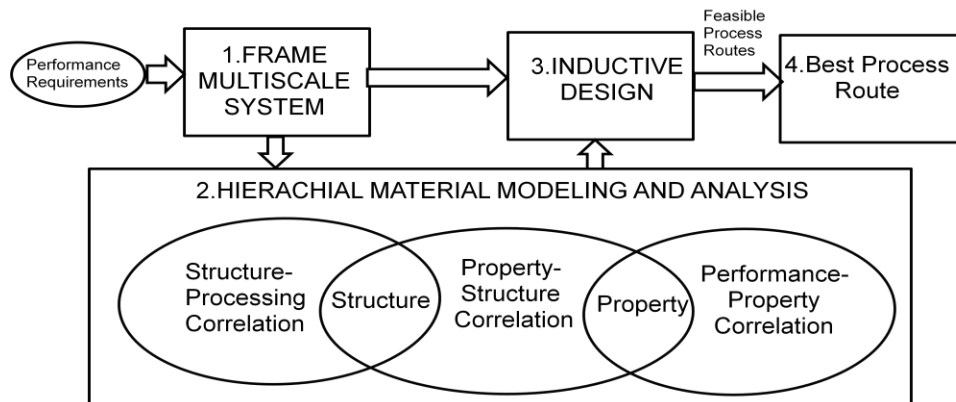 Performance
Requirements
1.FRAME
MULTISCALE
SYSTEM
3.INDUCTIVE
DESIGN
Feasible
Process
Routes
4.Best Process
Route
2.HIERACHIAL MATERIAL MODELING AND ANALYSIS
Structure-
Processing
Correlation
Structure
Property-
Structure
Correlation
Property
Performance-
Property
Correlation